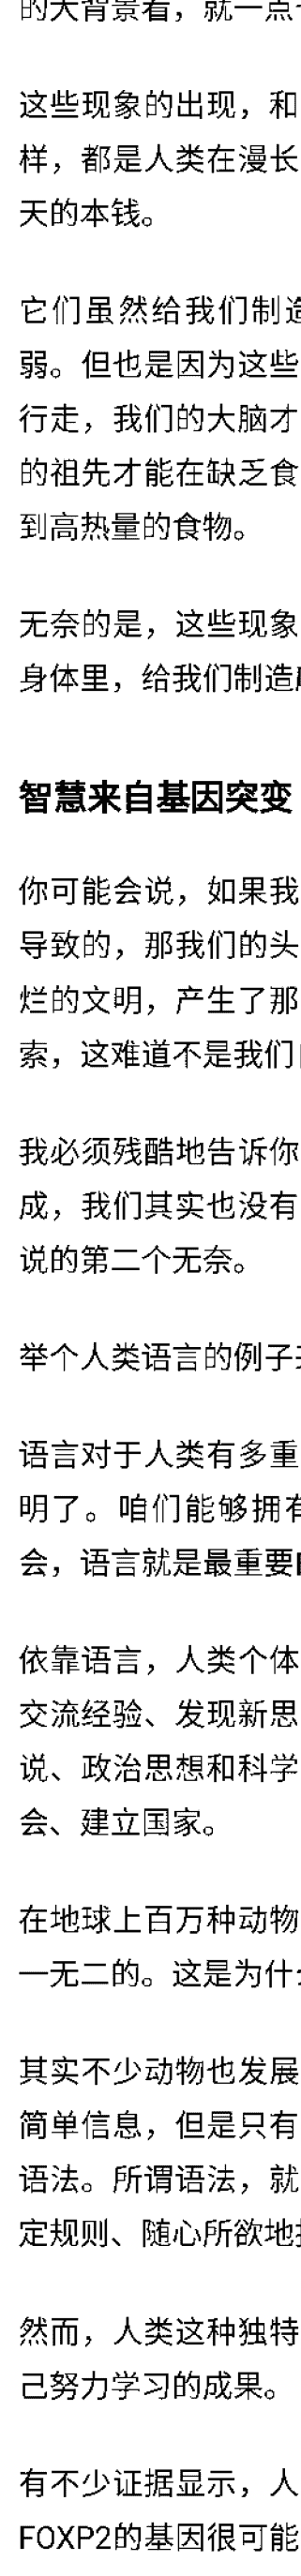 的大背景看，就一点
这些现象的出现，和
样，都是人类在漫长
天的本钱。
它们虽然给我们制造
弱。但也是因为这些
行走，我们的大脑才
的祖先才能在缺乏食
到高热量的食物。
无奈的是，这些现象
身体里，给我们制造
智慧来自基因突变
你可能会说，如果我
导致的，那我们的头
烂的文明，产生了那
索，这难道不是我们
我必须残酷地告诉你
成，我们其实也没有
说的第二个无奈。
举个人类语言的例子
语言对于人类有多重
明了。咱们能够拥有
会，语言就是最重要
依靠语言，人类个体
交流经验、发现新思
说、政治思想和科学
会、建立国家。
在地球上百万种动物
一无二的。这是为什
其实不少动物也发展
简单信息，但是只有
语法。所谓语法，就
定规则、随心所欲地
然而，人类这种独特
己努力学习的成果。
有不少证据显示，人
FOXP2的基因很可能